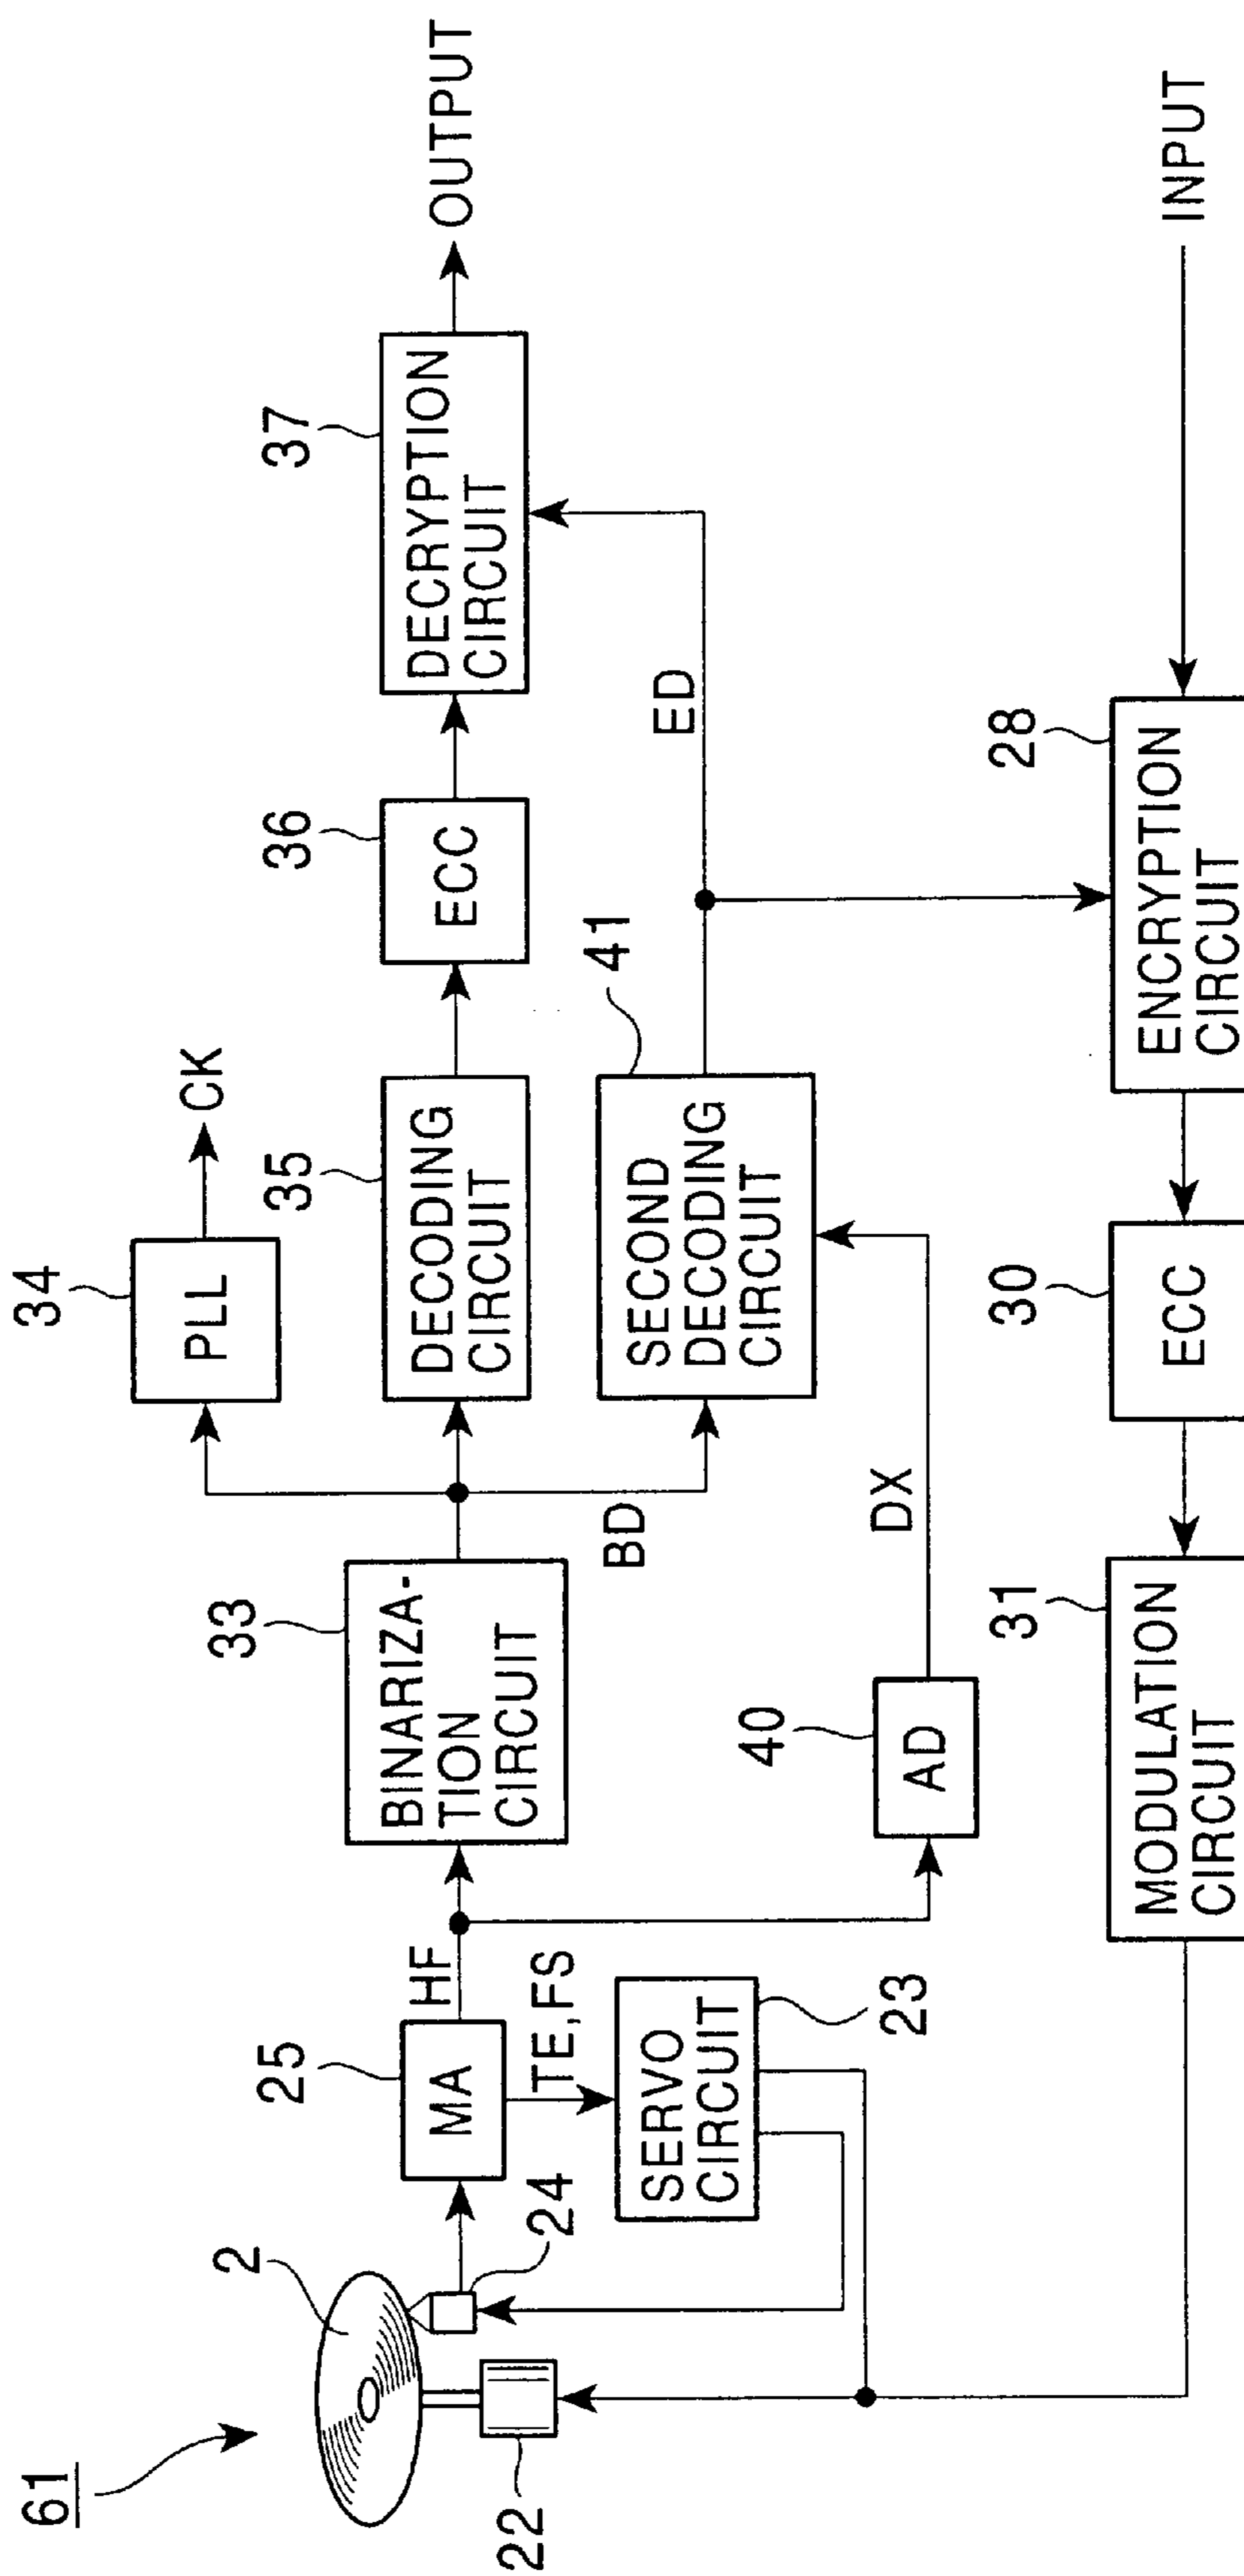 61
2
22
24
25
MA
HF
TE,FS
SERVO
CIRCUIT
23
33
BINARIZA-
TION
CIRCUIT
BD
34
PLL
CK
35
DECODING
CIRCUIT
36
ECC
37
DECRYPTION
CIRCUIT
OUTPUT
40
AD
DX
41
SECOND
DECODING
CIRCUIT
ED
31
MODULATION
CIRCUIT
30
ECC
28
ENCRYPTION
CIRCUIT
INPUT